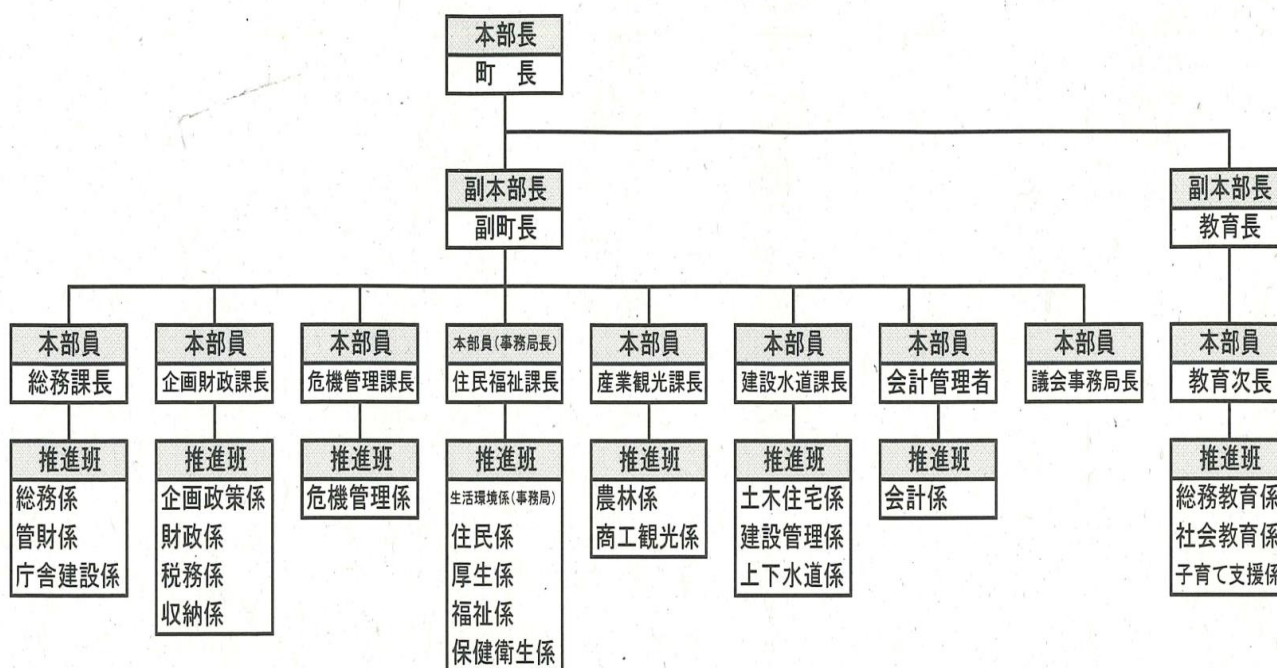 本部長
町　長
副本部長
副町長
副本部長
教育長
本部員
総務課長
本部員
企画財政課長
本部員
危機管理課長
本部員(事務局長)
住民福祉課長
本部員
産業観光課長
本部員
建設水道課長
本部員
会計管理者
本部員
議会事務局長
本部員
教育次長
推進班
総務係
管財係
庁舎建設係
推進班
企画政策係
財政係
税務係
収納係
推進班
危機管理係
推進班
生活環境係(事務局)
住民係
厚生係
福祉係
保健衛生係
推進班
農林係
商工観光係
推進班
土木住宅係
建設管理係
上下水道係
推進班
会計係
推進班
総務教育係
社会教育係
子育て支援係